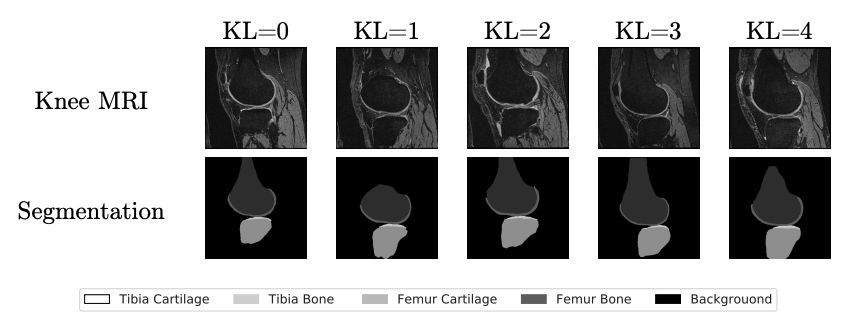 KL=0 KL=1 KL=2 KL=3 KL=4
Knee MRI
Segmentation
Tibia Cartilage Tibia Bone Femur Cartilage Femur Bone Backgrouond